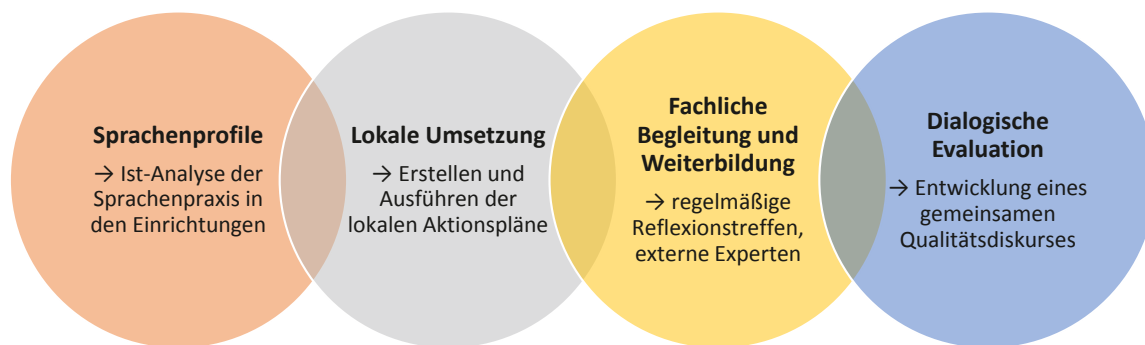 Sprachenprofile
→ Ist-Analyse der
Sprachenpraxis in
den Einrichtungen
Lokale Umsetzung
→ Erstellen und
Ausführen der
lokalen Aktionspläne
Fachliche
Begleitung und
Weiterbildung
→ regelmäßige
Reflexionstreffen,
externe Experten
Dialogische
Evaluation
→ Entwicklung eines
gemeinsamen
Qualitätsdiskurses